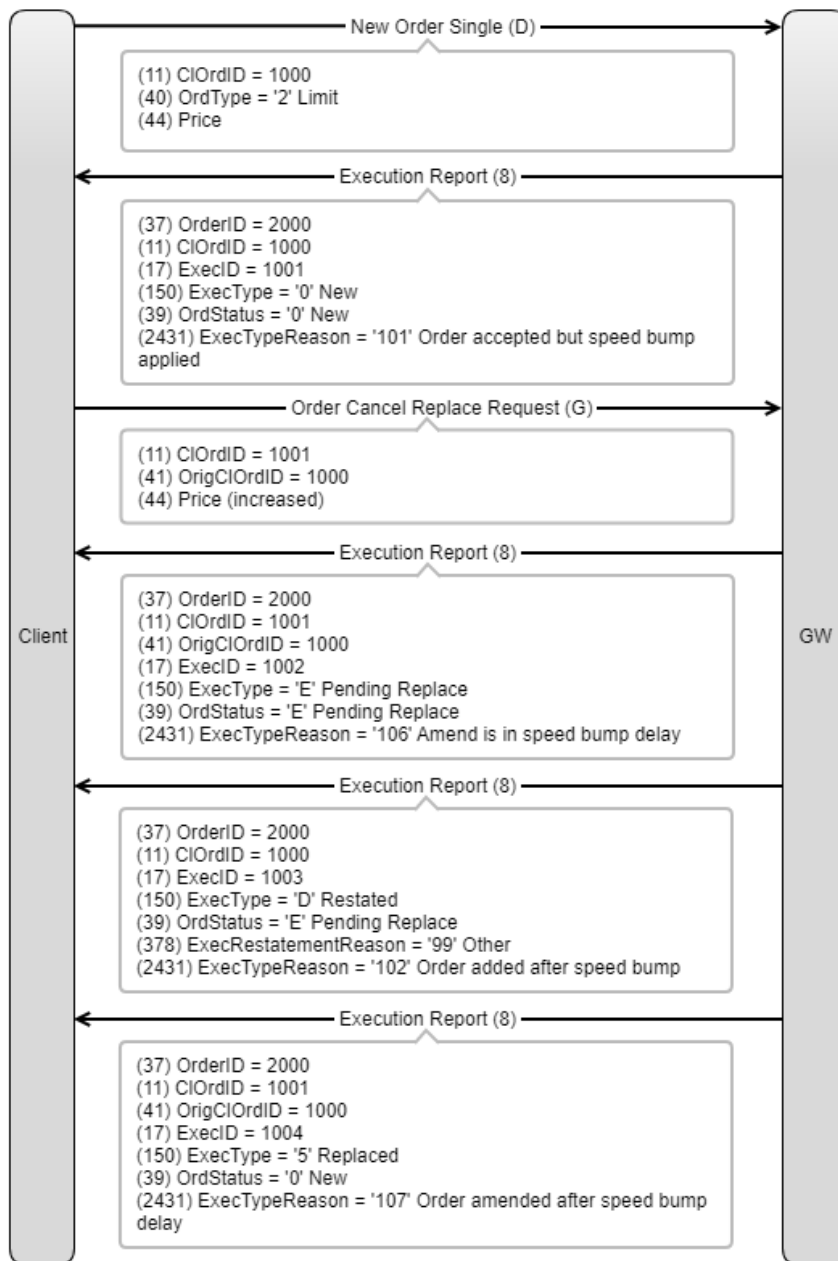 New Order Single (D)
(11) ClOrdID = 1000
(40) OrdType = '2' Limit
(44) Price
Execution Report (8)
(37) OrderID = 2000
(11) ClOrdID = 1000
(17) ExecID = 1001
(150) ExecType = '0' New
(39) OrdStatus = '0' New
(2431) ExecTypeReason = '101' Order accepted but speed bump
applied
Order Cancel Replace Request (G)
(11) ClOrdID = 1001
(41) OrigClOrdID = 1000
(44) Price (increased)
Execution Report (8)
(37) OrderID = 2000
(11) ClOrdID = 1001
(41) OrigClOrdID = 1000
(17) ExecID = 1002
(150) ExecType = 'E' Pending Replace
(39) OrdStatus = 'E' Pending Replace
(2431) ExecTypeReason = '106' Amend is in speed bump delay
Client
GW
Execution Report (8)
(37) OrderID = 2000
(11) ClOrdID = 1000
(17) ExecID = 1003
(150) ExecType = 'D' Restated
(39) OrdStatus = 'E' Pending Replace
(378) ExecRestatementReason = '99' Other
(2431) ExecTypeReason = '102' Order added after speed bump
Execution Report (8)
(37) OrderID = 2000
(11) ClOrdID = 1001
(41) OrigClOrdID = 1000
(17) ExecID = 1004
(150) ExecType = '5' Replaced
(39) OrdStatus = '0' New
(2431) ExecTypeReason = '107' Order amended after speed bump
delay